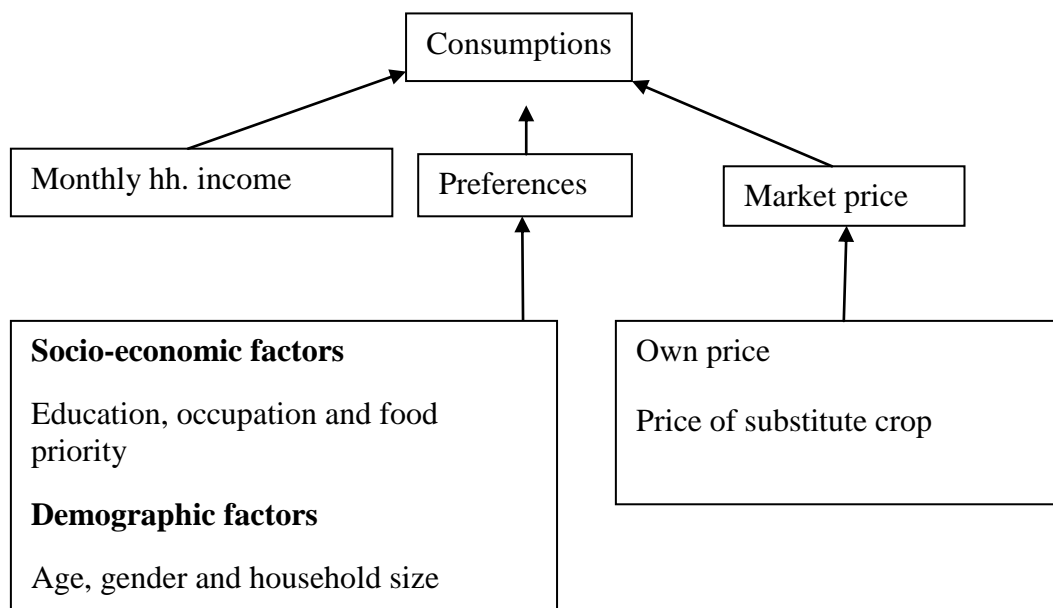 Consumptions
Monthly hh. income
Preferences
Market price
Socio-economic factors
Education, occupation and food
priority
Demographic factors
Age, gender and household size
Own price
Price of substitute crop